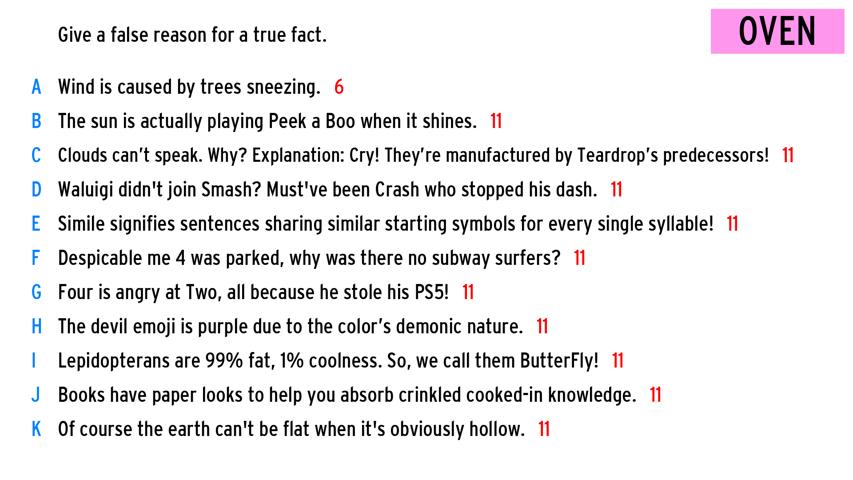 Give a false reason for a true fact.
OVEN
A Wind is caused by trees sneezing. 6
B The sun is actually playing Peek a Boo when it shines. 11
C Clouds can’t speak. Why? Explanation: Cry! They’re manufactured by Teardrop’s predecessors! 11
D Waluigi didn't join Smash? Must've been Crash who stopped his dash. 11
E Simile signifies sentences sharing similar starting symbols for every single syllable! 11
F Despicable me 4 was parked, why was there no subway surfers? 11
G Four is angry at Two, all because he stole his PS5! 11
H The devil emoji is purple due to the color’s demonic nature. 11
I Lepidopterans are 99% fat, 1% coolness. So, we call them ButterFly! 11
J Books have paper looks to help you absorb crinkled cooked-in knowledge. 11
K Of course the earth can't be flat when it's obviously hollow. 11